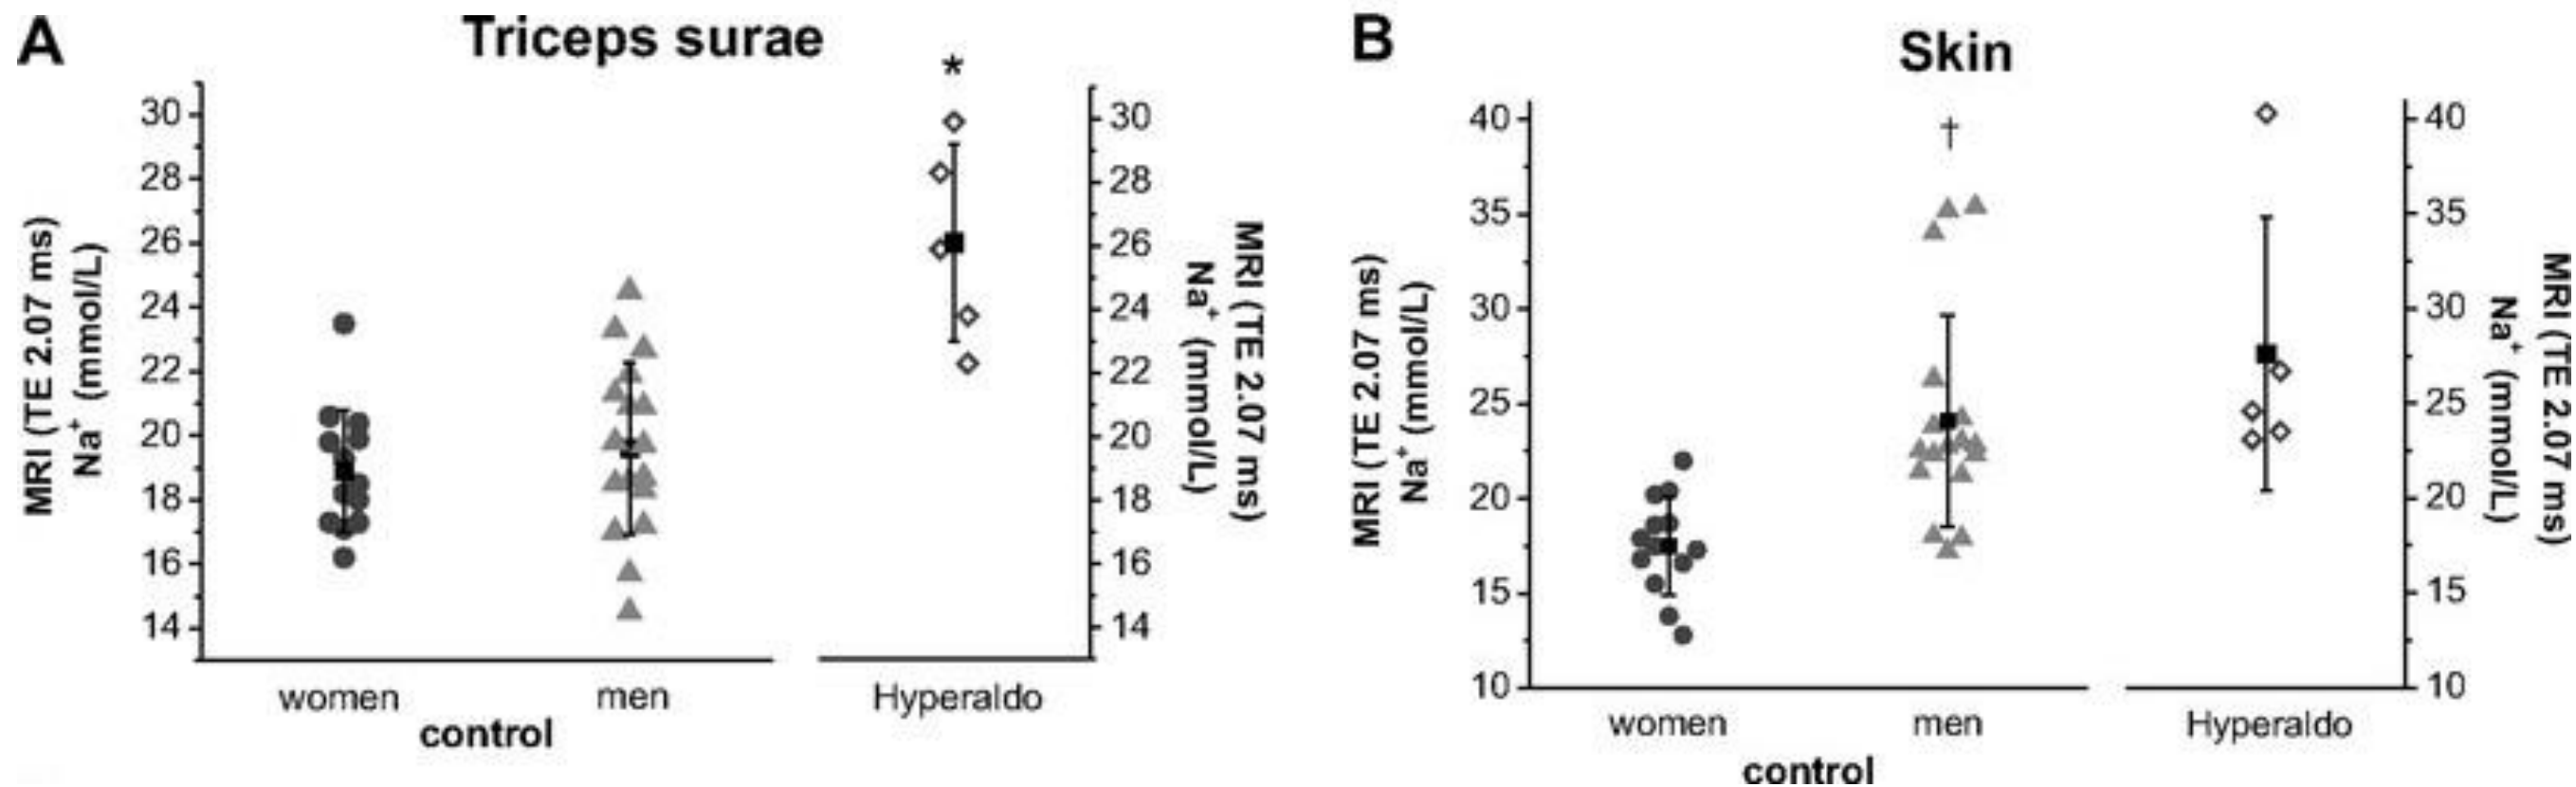 A
Triceps surae
*
30
28
26
24
22
20
18
16
14
MRI (TE 2.07 ms)
Na+ (mmol/L)
30
28
26
24
22
20
18
16
14
MRI (TE 2.07 ms)
Na+ (mmol/L)
women
men
Hyperaldo
control
B
Skin
†
40
35
30
25
20
15
10
MRI (TE 2.07 ms)
Na+ (mmol/L)
40
35
30
25
20
15
10
MRI (TE 2.07 ms)
Na+ (mmol/L)
women
men
Hyperaldo
control